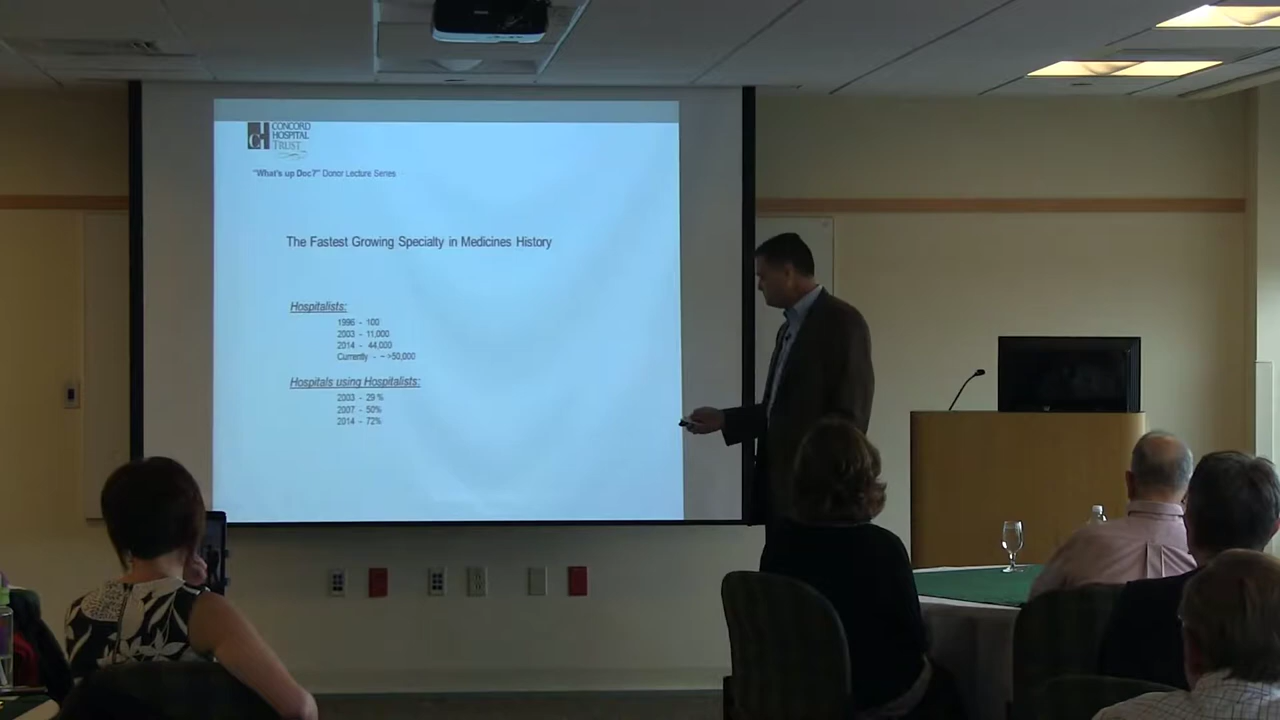 CONCORD
HOSPITAL
TRUST
"What's up Doc?" Donor Lecture Series
The Fastest Growing Specialty in Medicines History
Hospitalists:
1996 - 100
2003 - 11,000
2014 - 44,000
Currently - ~ >50,000
Hospitals using Hospitalists:
2003 - 29 %
2007 - 50%
2014 - 72%